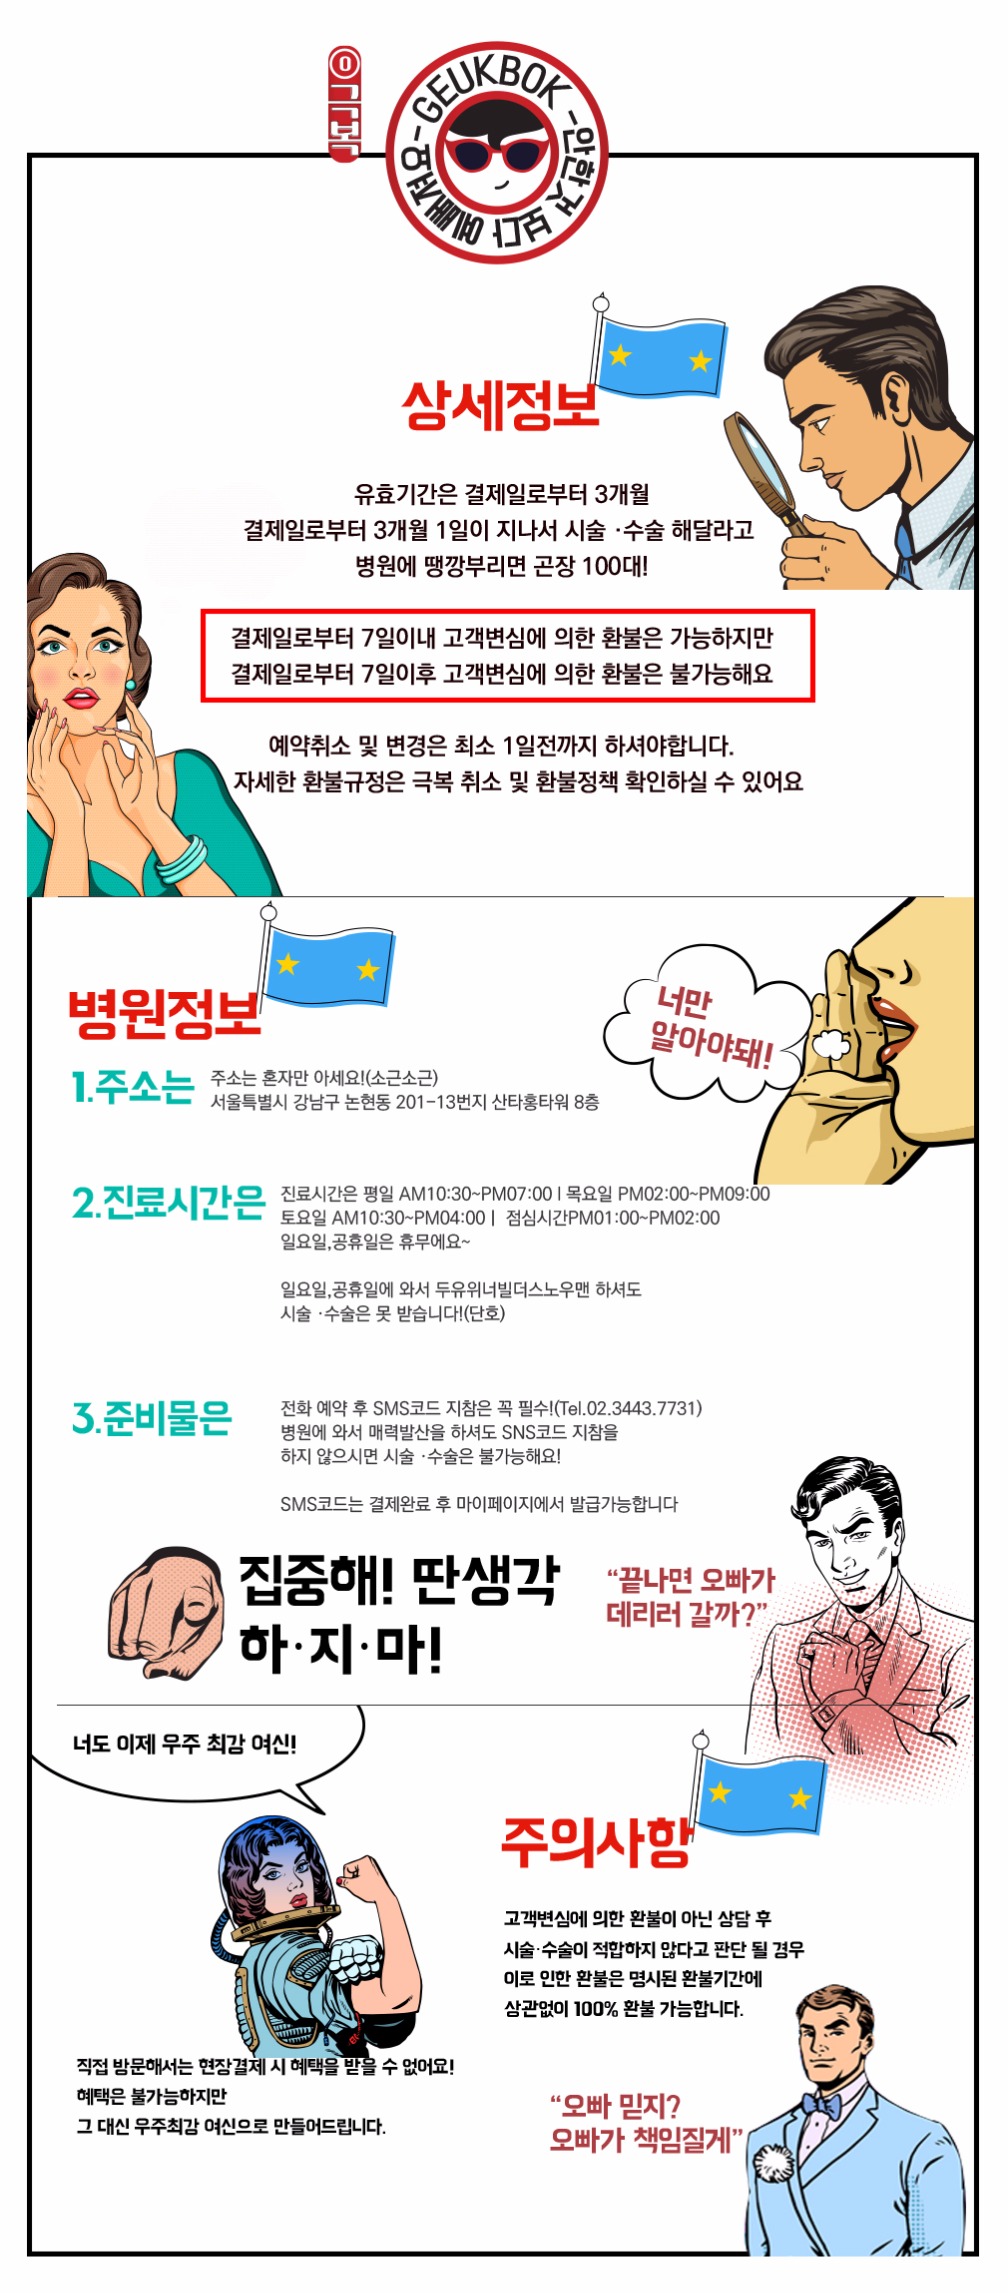 극복
GEUKBOK
안한것 보다 예뻐져요
상세정보
유효기간은 결제일로부터 3개월
결제일로부터 3개월 1일이 지나서 시술 ·수술 해달라고
병원에 땡깡부리면 곤장 100대!
결제일로부터 7일이내 고객변심에 의한 환불은 가능하지만
결제일로부터 7일이후 고객변심에 의한 환불은 불가능해요
예약취소 및 변경은 최소 1일전까지 하셔야합니다.
자세한 환불규정은 극복 취소 및 환불정책 확인하실 수 있어요
병원정보
너만
알아야돼!
1.주소는
주소는 혼자만 아세요!(소근소근)
서울특별시 강남구 논현동 201-13번지 산타홍타워 8층
2.진료시간은
진료시간은 평일 AM10:30~PM07:00 | 목요일 PM02:00~PM09:00
토요일 AM10:30~PM04:00 | 점심시간PM01:00~PM02:00
일요일,공휴일은 휴무에요~
일요일,공휴일에 와서 두유위너빌더스노우맨 하셔도
시술 ·수술은 못 받습니다!(단호)
3.준비물은
전화 예약 후 SMS코드 지참은 꼭 필수!(Tel.02.3443.7731)
병원에 와서 매력발산을 하셔도 SNS코드 지참을
하지 않으시면 시술 ·수술은 불가능해요!
SMS코드는 결제완료 후 마이페이지에서 발급가능합니다
집중해! 딴생각
하·지·마!
“끝나면 오빠가
데리러 갈까?”
너도 이제 우주 최강 여신!
주의사항
고객변심에 의한 환불이 아닌 상담 후
시술·수술이 적합하지 않다고 판단 될 경우
이로 인한 환불은 명시된 환불기간에
상관없이 100% 환불 가능합니다.
직접 방문해서는 현장결제 시 혜택을 받을 수 없어요!
혜택은 불가능하지만
그 대신 우주최강 여신으로 만들어드립니다.
“오빠 믿지?
오빠가 책임질게”